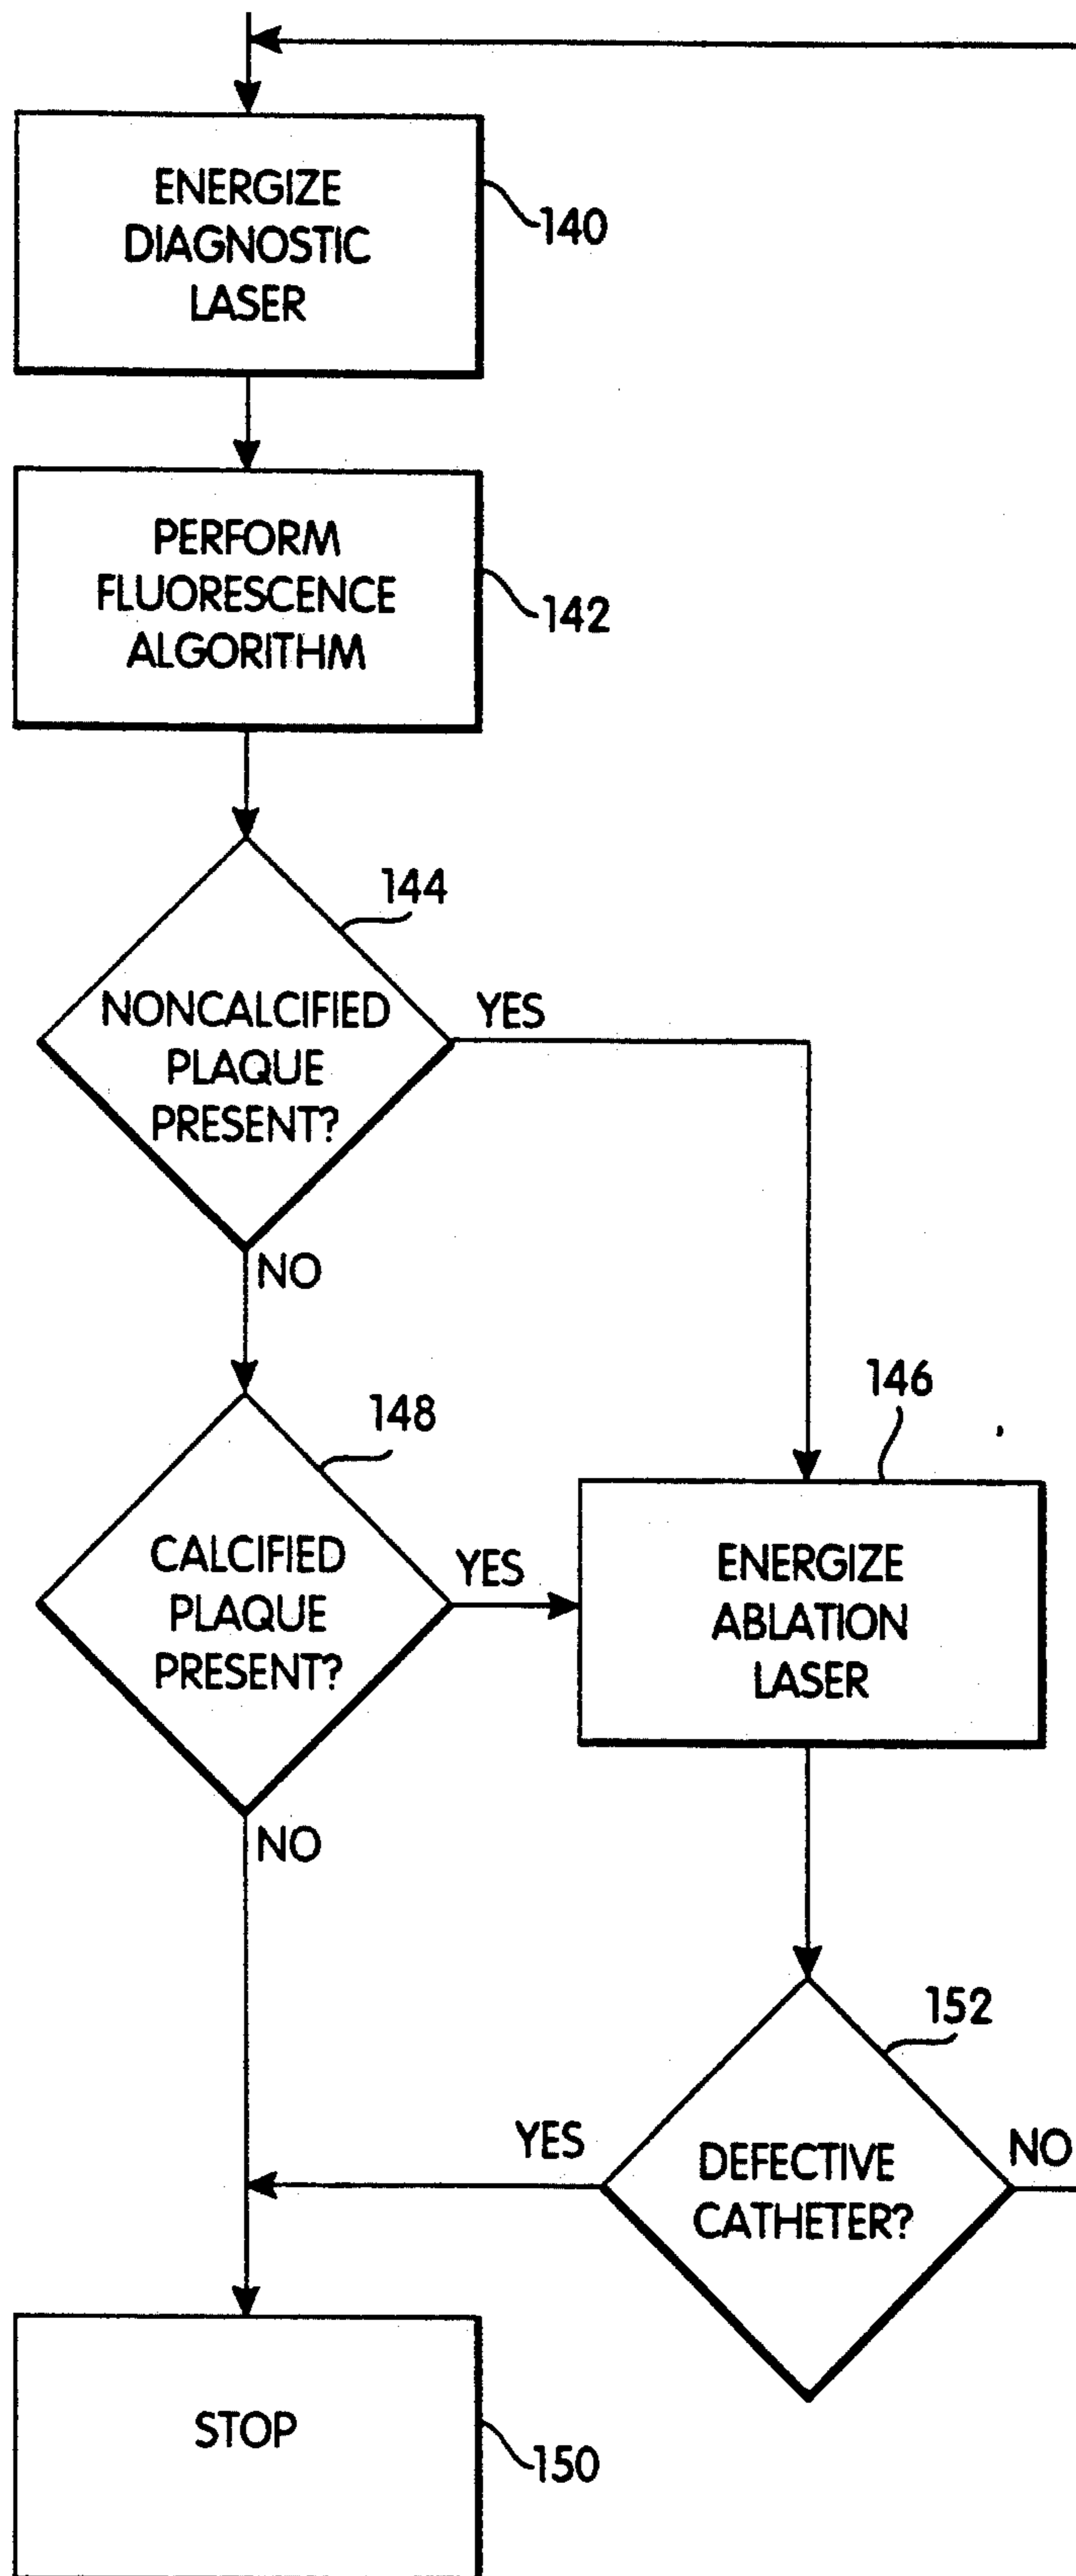 ENERGIZE
DIAGNOSTIC
LASER
140
PERFORM
FLUORESCENCE
ALGORITHM
142
144
NONCALCIFIED
PLAQUE
PRESENT?
YES
NO
148
CALCIFIED
PLAQUE
PRESENT?
YES
NO
146
ENERGIZE
ABLATION
LASER
152
DEFECTIVE
CATHETER?
YES
NO
STOP
150